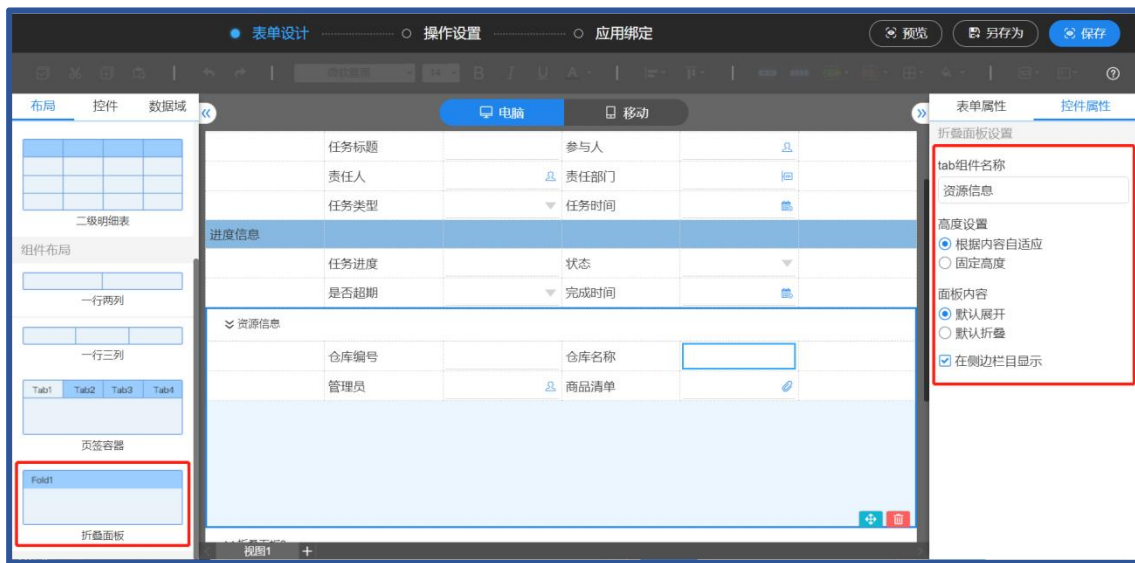 表单设计 操作设置 应用绑定 预览 另存为 保存
14 B I U A
布局 控件 数据域
电脑 移动
表单属性 控件属性
二级明细表
组件布局
一行两列
一行三列
Tab1 Tab2 Tab3 Tab4
页签容器
Fold1
折叠面板
任务标题 参与人
责任人 责任部门
任务类型 任务时间
进度信息
任务进度 状态
是否超期 完成时间
资源信息
仓库编号 仓库名称
管理员 商品清单
视图1 +
折叠面板设置
tab组件名称
资源信息
高度设置
根据内容自适应
固定高度
面板内容
默认展开
默认折叠
在侧边栏目显示